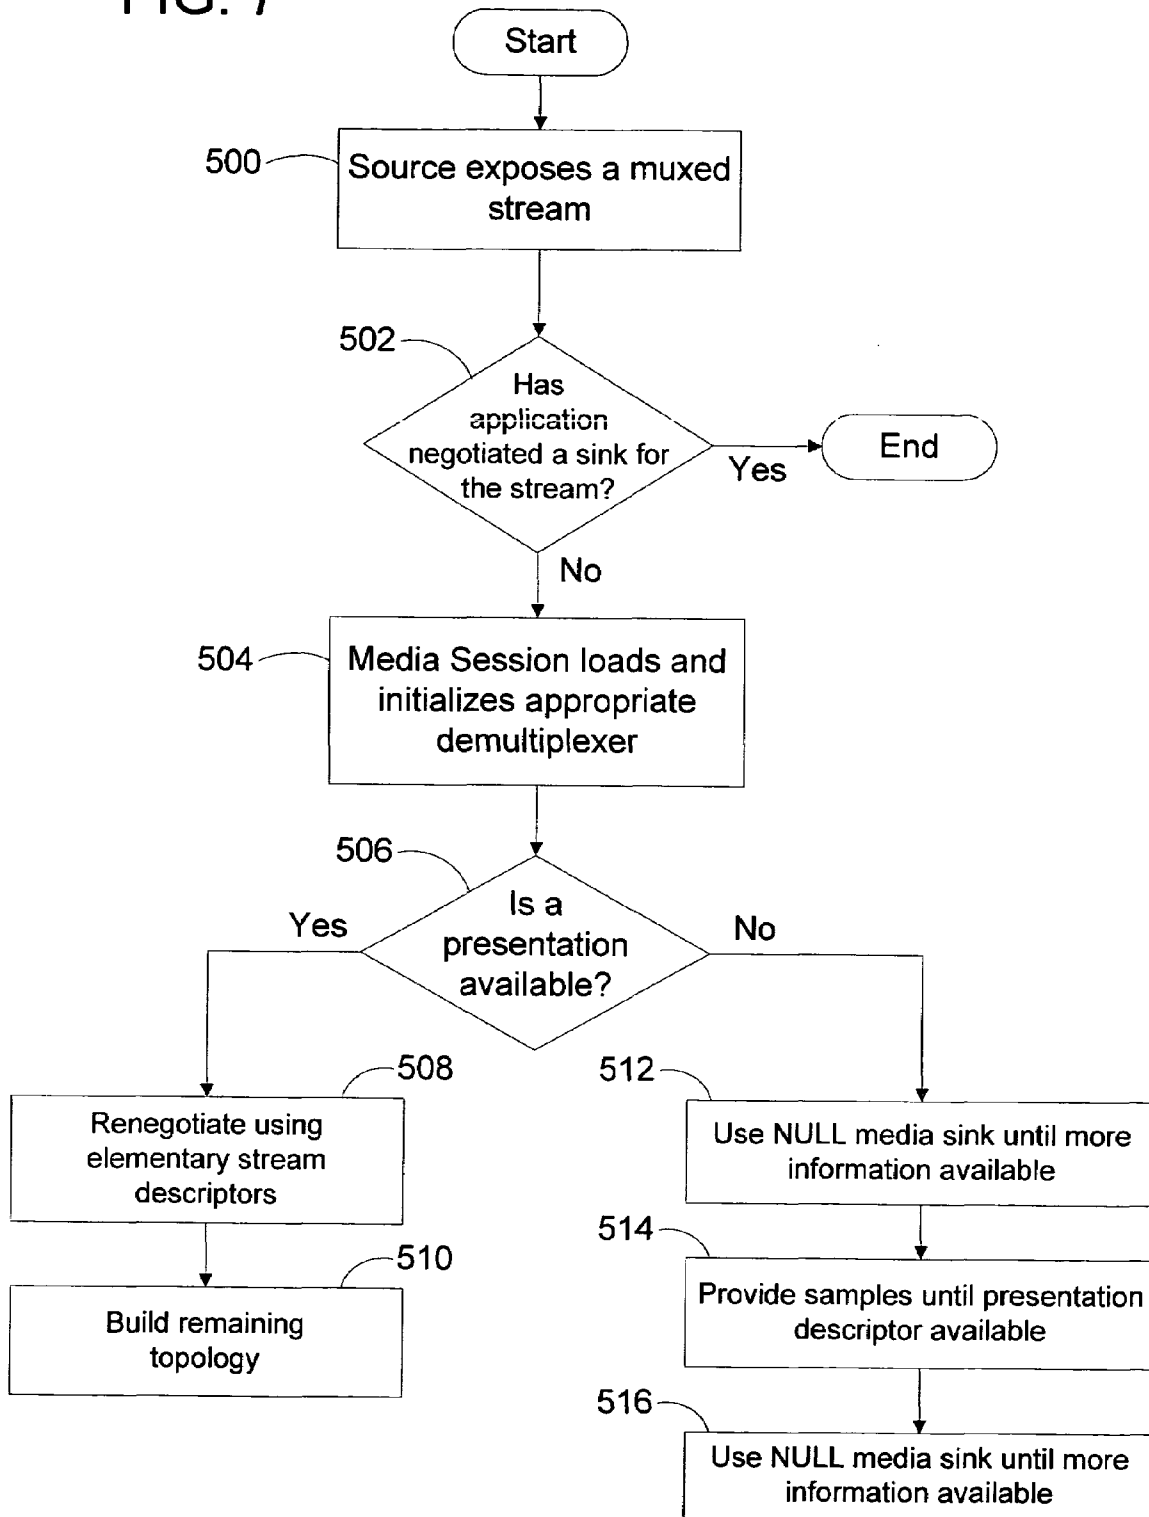 FIG. 7
Start
500
Source exposes a muxed
stream
502
Has
application
negotiated a sink for
the stream?
Yes
End
No
504
Media Session loads and
initializes appropriate
demultiplexer
506
Is a
presentation
available?
Yes
No
508
Renegotiate using
elementary stream
descriptors
510
Build remaining
topology
512
Use NULL media sink until more
information available
514
Provide samples until presentation
descriptor available
516
Use NULL media sink until more
information available